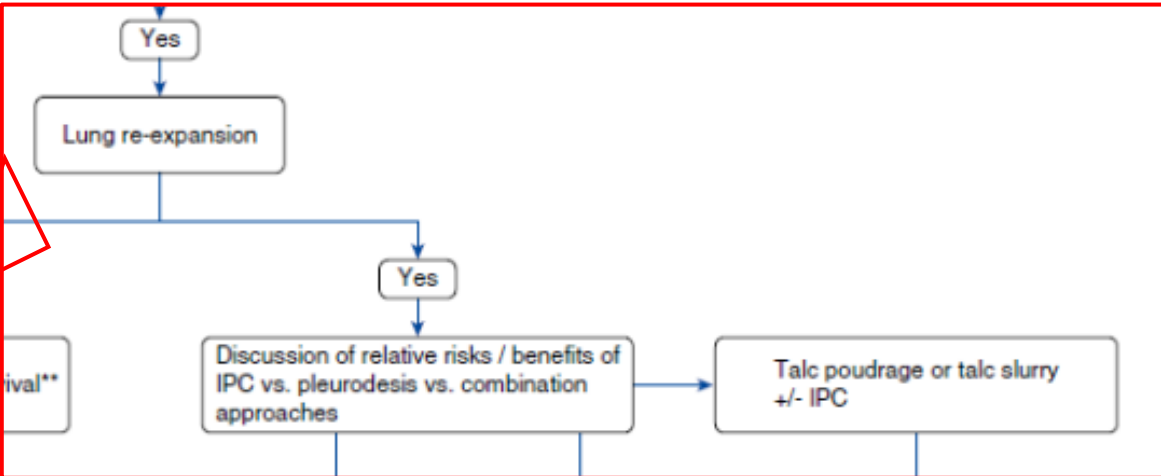 Yes
Lung re-expansion
Yes
rival**
Discussion of relative risks / benefits of
IPC vs. pleurodesis vs. combination
approaches
Talc poudrage or talc slurry
+/- IPC